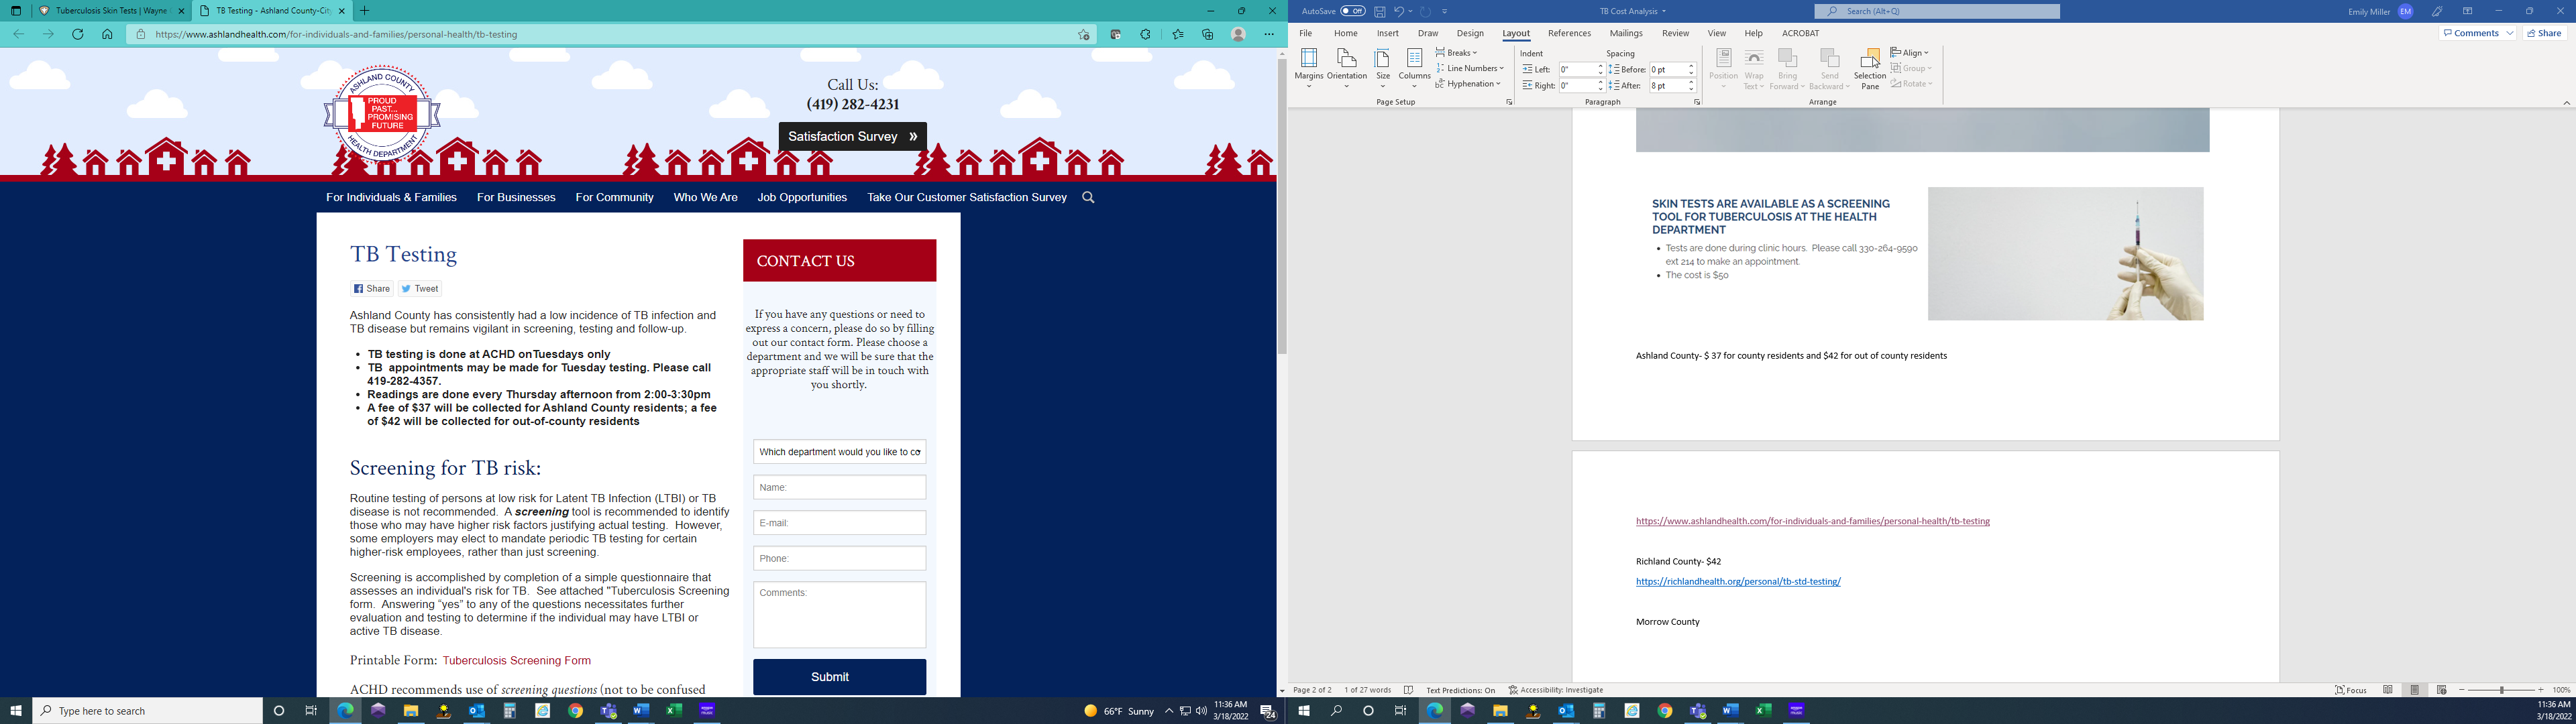 Tuberculosis Skin Tests | Wayne
TB Testing - Ashland County-City
https://www.ashlandhealth.com/for-individuals-and-families/personal-health/tb-testing
ASHLAND COUNTY
PROUD
PAST...
PROMISING
FUTURE
HEALTH DEPARTMENT
Call Us:
(419) 282-4231
Satisfaction Survey »
For Individuals & Families For Businesses For Community Who We Are Job Opportunities Take Our Customer Satisfaction Survey
TB Testing
Share Tweet
Ashland County has consistently had a low incidence of TB infection and
TB disease but remains vigilant in screening, testing and follow-up.
• TB testing is done at ACHD onTuesdays only
• TB appointments may be made for Tuesday testing. Please call
419-282-4357.
• Readings are done every Thursday afternoon from 2:00-3:30pm
• A fee of $37 will be collected for Ashland County residents; a fee
of $42 will be collected for out-of-county residents
Screening for TB risk:
Routine testing of persons at low risk for Latent TB Infection (LTBI) or TB
disease is not recommended. A screening tool is recommended to identify
those who may have higher risk factors justifying actual testing. However,
some employers may elect to mandate periodic TB testing for certain
higher-risk employees, rather than just screening.
Screening is accomplished by completion of a simple questionnaire that
assesses an individual's risk for TB. See attached "Tuberculosis Screening
form. Answering “yes” to any of the questions necessitates further
evaluation and testing to determine if the individual may have LTBI or
active TB disease.
Printable Form: Tuberculosis Screening Form
ACHD recommends use of screening questions (not to be confused
CONTACT US
If you have any questions or need to
express a concern, please do so by filling
out our contact form. Please choose a
department and we will be sure that the
appropriate staff will be in touch with
you shortly.
Which department would you like to co
Name:
E-mail:
Phone:
Comments:
Submit
Type here to search
66°F Sunny
11:36 AM
3/18/2022
24
AutoSave Off
TB Cost Analysis
Search (Alt+Q)
Emily Miller EM
File Home Insert Draw Design Layout References Mailings Review View Help ACROBAT
Comments Share
Margins Orientation Size Columns
Breaks
Line Numbers
Hyphenation
Page Setup
Indent
Left: 0"
Right: 0"
Spacing
Before: 0 pt
After: 8 pt
Paragraph
Position Wrap Text Bring Forward Send Backward Selection Pane
Align
Group
Rotate
Arrange
SKIN TESTS ARE AVAILABLE AS A SCREENING
TOOL FOR TUBERCULOSIS AT THE HEALTH
DEPARTMENT
• Tests are done during clinic hours. Please call 330-264-9590
ext 214 to make an appointment.
• The cost is $50
Ashland County- $ 37 for county residents and $42 for out of county residents
https://www.ashlandhealth.com/for-individuals-and-families/personal-health/tb-testing
Richland County- $42
https://richlandhealth.org/personal/tb-std-testing/
Morrow County
Page 2 of 2 1 of 27 words Text Predictions: On Accessibility: Investigate
Focus
100%
11:36 AM
3/18/2022